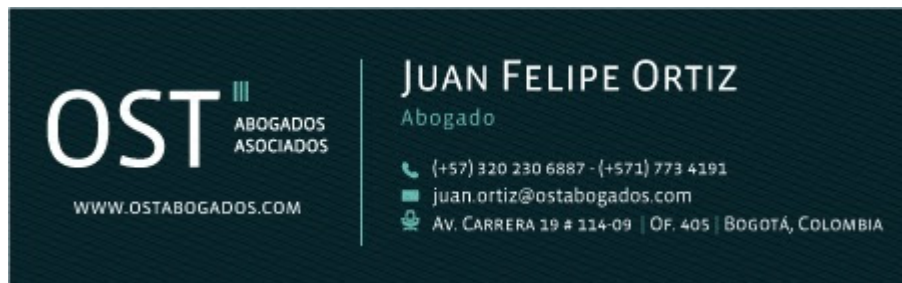 OST
ABOGADOS
ASOCIADOS
WWW.OSTABOGADOS.COM
JUAN FELIPE ORTIZ
Abogado
(+57) 320 230 6887 - (+571) 773 4191
juan.ortiz@ostabogados.com
AV. CARRERA 19 # 114-09 | OF. 405 | BOGOTÁ, COLOMBIA